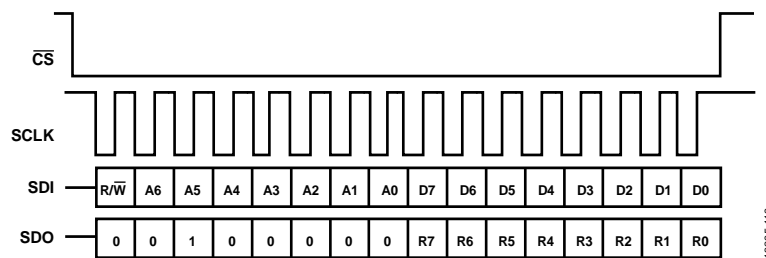 C̅S̅
SCLK
SDI R/W̅ A6 A5 A4 A3 A2 A1 A0 D7 D6 D5 D4 D3 D2 D1 D0
SDO 0 0 1 0 0 0 0 0 R7 R6 R5 R4 R3 R2 R1 R0